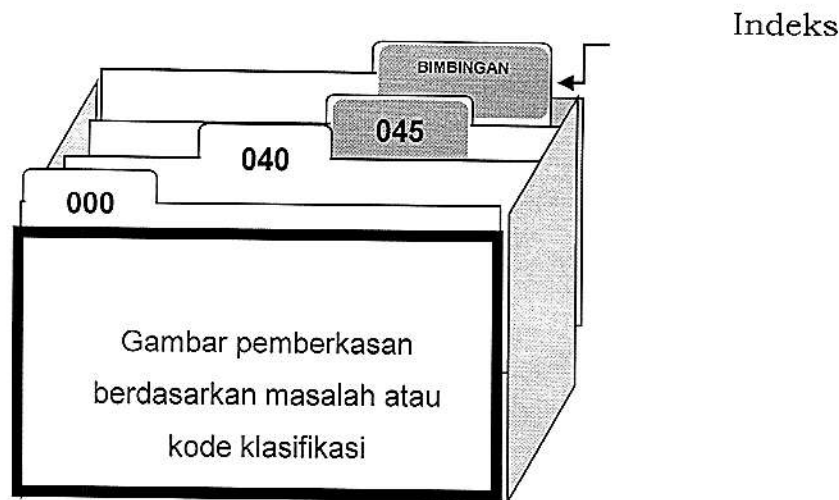 Indeks
BIMBINGAN
045
040
000
Gambar pemberkasan
berdasarkan masalah atau
kode klasifikasi